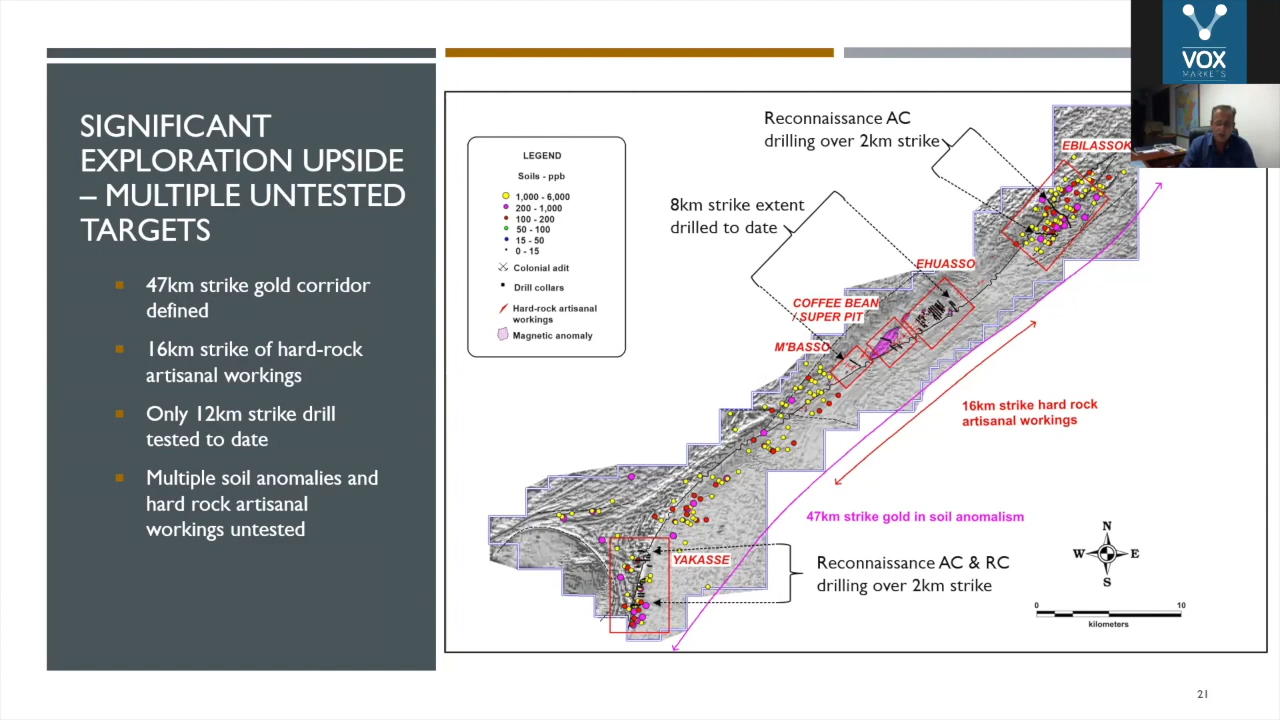 SIGNIFICANT
EXPLORATION UPSIDE
– MULTIPLE UNTESTED
TARGETS
47km strike gold corridor
defined
16km strike of hard-rock
artisanal workings
Only 12km strike drill
tested to date
Multiple soil anomalies and
hard rock artisanal
workings untested
LEGEND
Soils - ppb
1,000 - 6,000
200 - 1,000
100 - 200
50 - 100
15 - 50
0 - 15
Colonial adit
Drill collars
Hard-rock artisanal
workings
Magnetic anomaly
Reconnaissance AC
drilling over 2km strike
8km strike extent
drilled to date
EBILASSOK
EHUASSO
COFFEE BEAN
/ SUPER PIT
M'BASSO
16km strike hard rock
artisanal workings
47km strike gold in soil anomalism
YAKASSE
Reconnaissance AC & RC
drilling over 2km strike
N
W E
S
0 10
kilometers
VOX
MARKETS
21